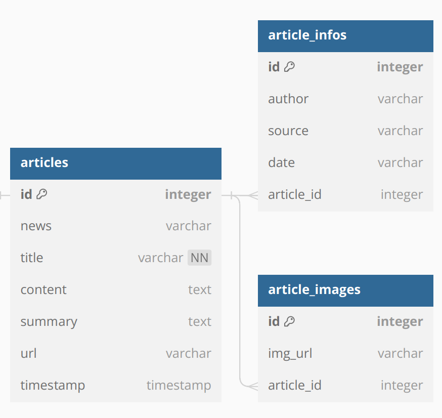 article_infos
id integer
author varchar
source varchar
date varchar
article_id integer
articles
id integer
news varchar
title varchar NN
content text
summary text
url varchar
timestamp timestamp
article_images
id integer
img_url varchar
article_id integer